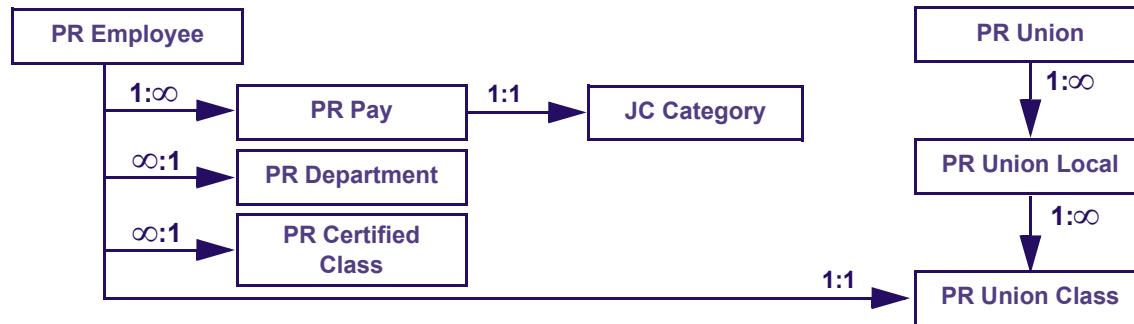 PR Employee
PR Union
1:∞
1:1
1:∞
PR Pay
JC Category
∞:1
PR Department
PR Union Local
∞:1
PR Certified
Class
1:∞
1:1
PR Union Class